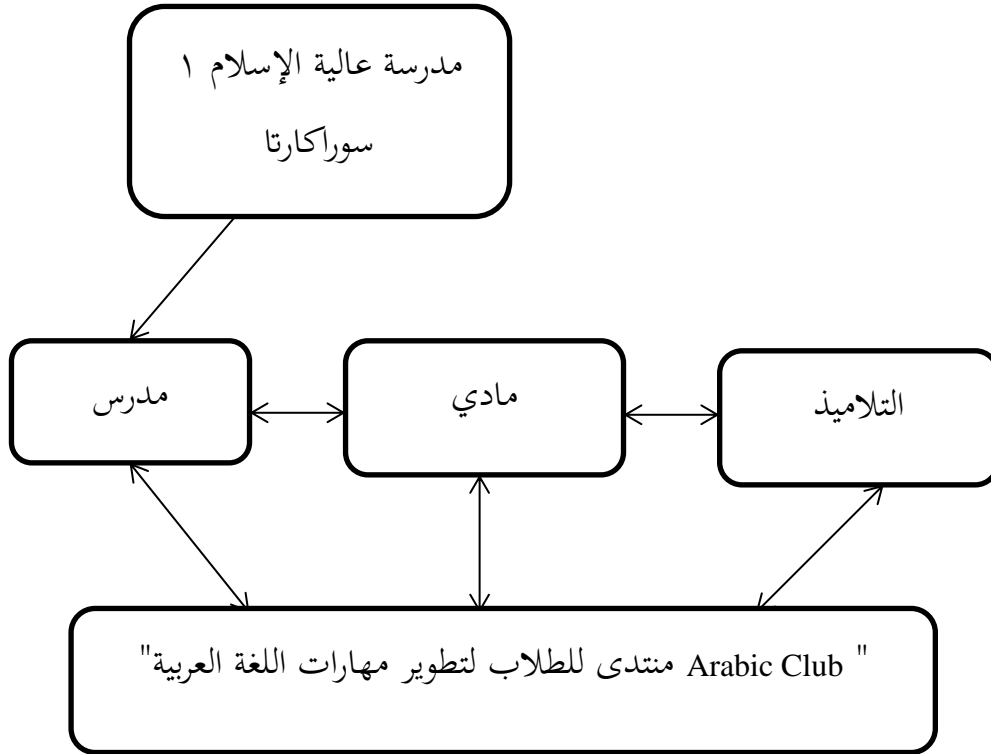 مدرسة عالية الإسلام ١
سوراكارتا
التلاميذ
مادي
مدرس
" Arabic Club منتدى للطلاب لتطوير مهارات اللغة العربية"